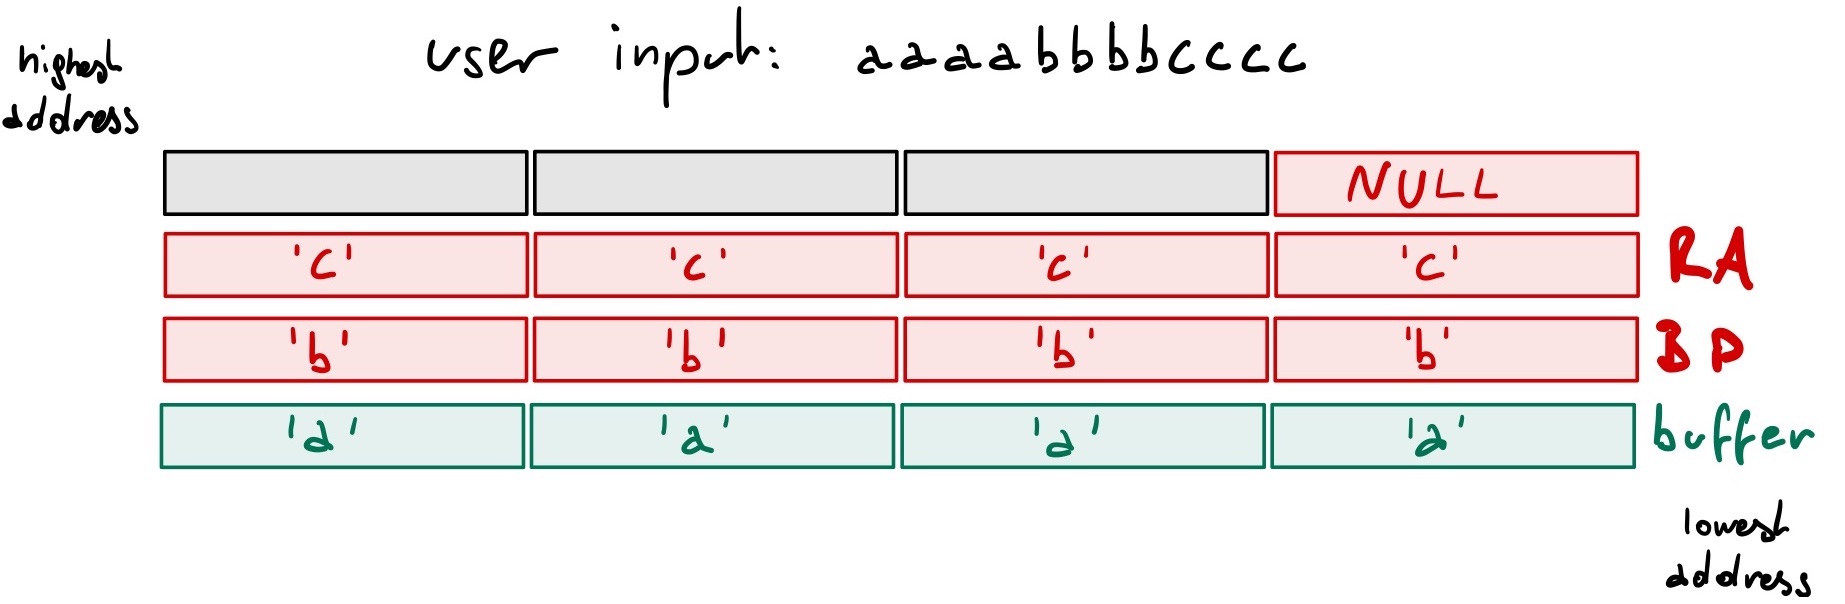 highest
address
user input: aaaabbbbcccc
NULL
'c' 'c' 'c' 'c' RA
'b' 'b' 'b' 'b' BP
'a' 'a' 'a' 'a' buffer
lowest
address